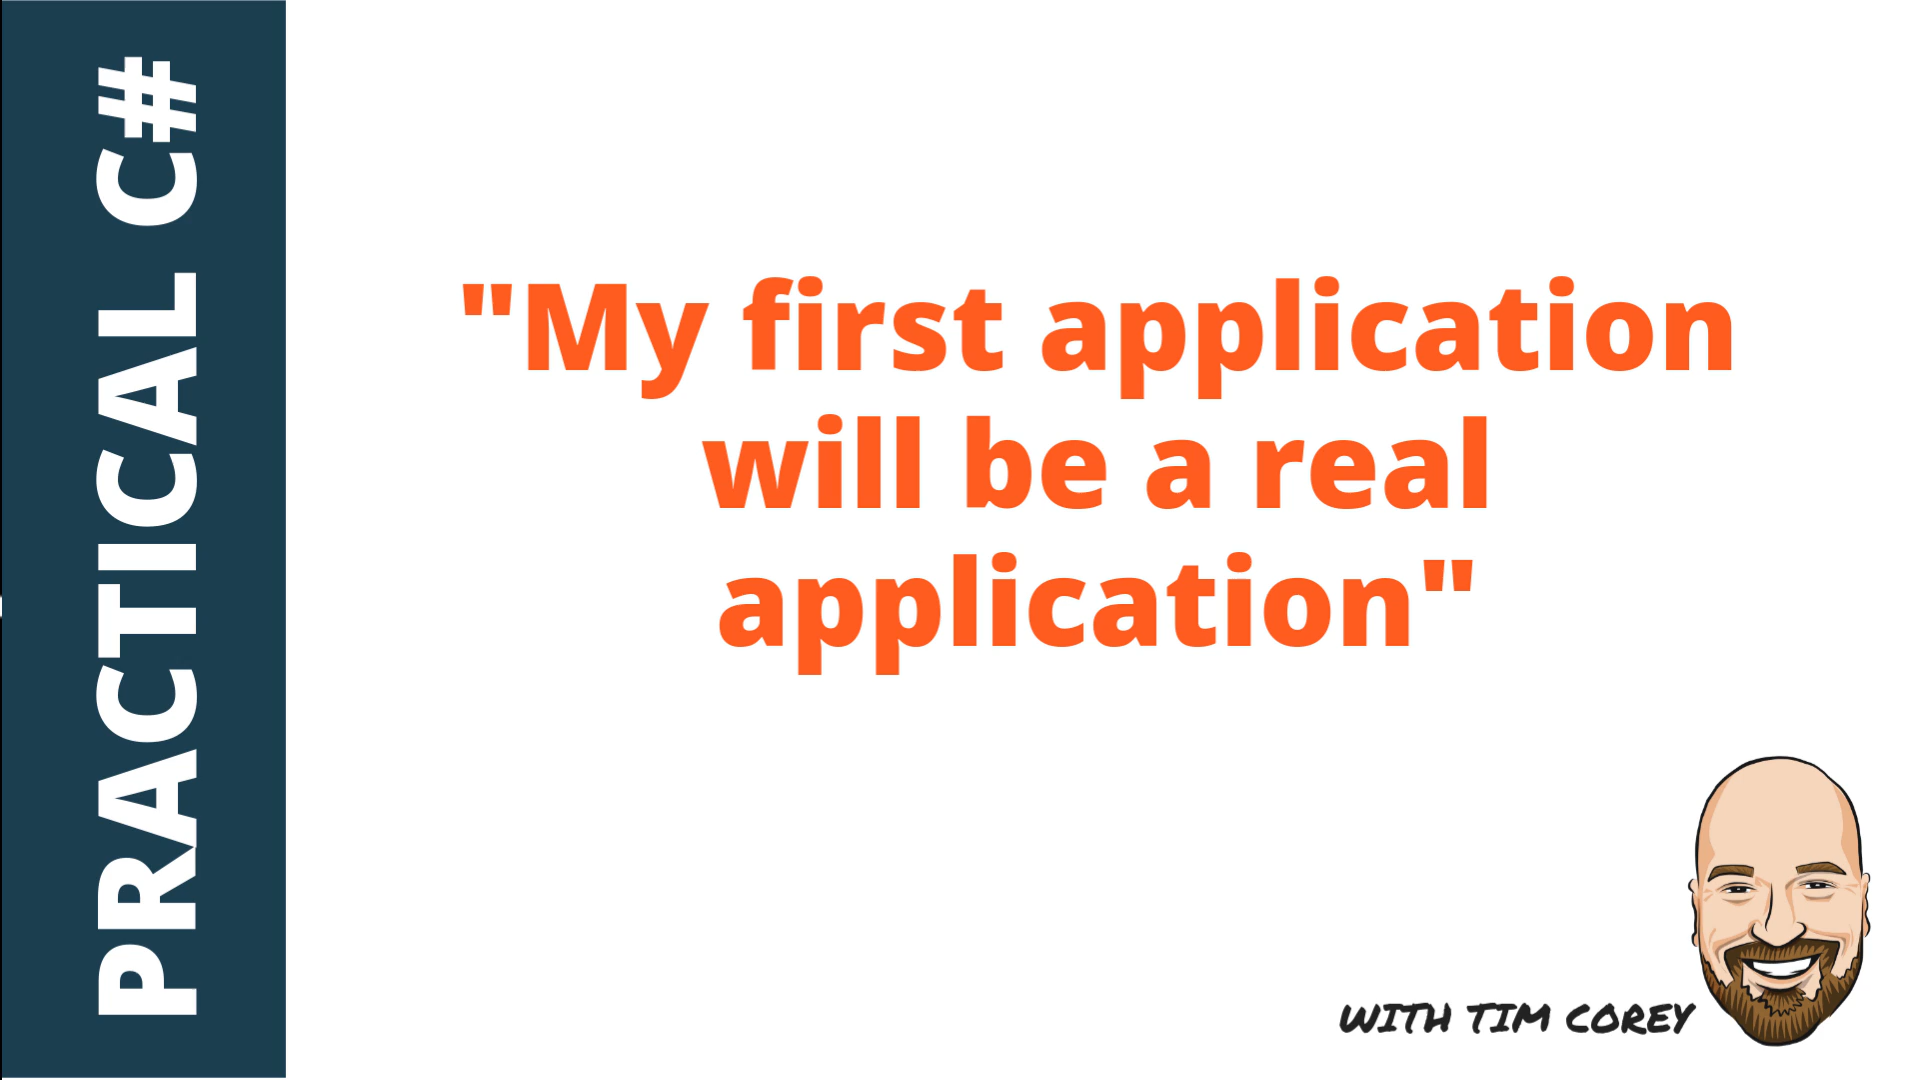 PRACTICAL C#
"My first application
will be a real
application"
WITH TIM COREY